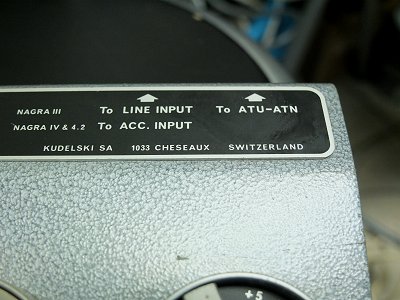 NAGRA III To LINE INPUT To ATU-ATN
NAGRA IV & 4.2 To ACC. INPUT
KUDELSKI SA 1033 CHESEAUX SWITZERLAND
+5